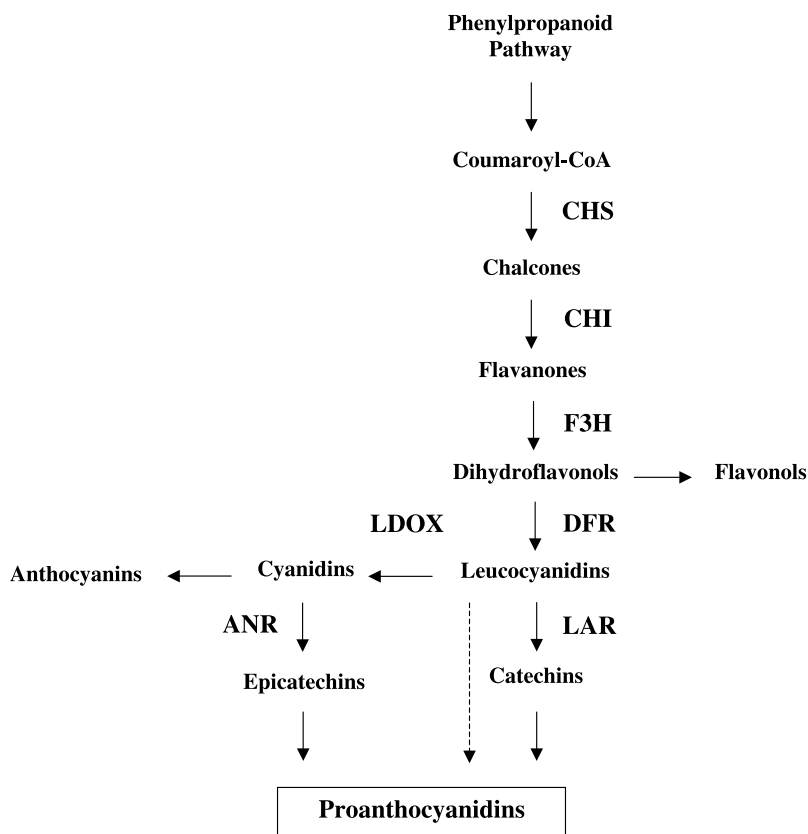 Phenylpropanoid
Pathway
Coumaroyl-CoA
CHS
Chalcones
CHI
Flavanones
F3H
Dihydroflavonols
Flavonols
LDOX
DFR
Anthocyanins
Cyanidins
Leucocyanidins
ANR
LAR
Epicatechins
Catechins
Proanthocyanidins